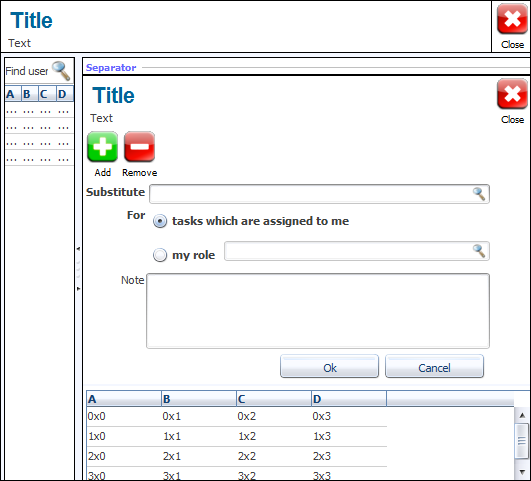 Title
Text
Close
Find user
A B C D
... ... ... ...
... ... ... ...
... ... ... ...
... ... ... ...
Separator
Title
Text
Close
Add Remove
Substitute
For
tasks which are assigned to me
my role
Note
Ok Cancel
A B C D
0x0 0x1 0x2 0x3
1x0 1x1 1x2 1x3
2x0 2x1 2x2 2x3
3x0 3x1 3x2 3x3